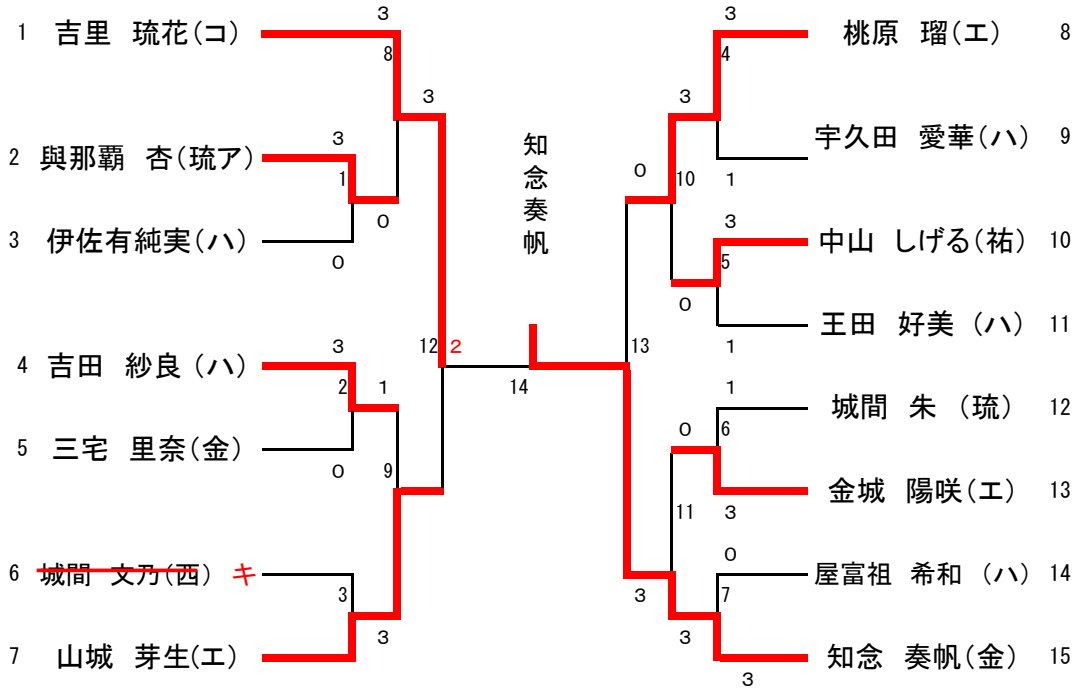 3
1 吉里 琉花(コ)
8
3
2 與那覇 杏(琉ア)
3
1
0
3 伊佐有純実(ハ)
0
4 吉田 紗良 (ハ)
3
2
1
5 三宅 里奈(金)
0
9
12
2
6 城間 文乃(西) キ
3
3
7 山城 芽生(エ)
知念奏帆
14
3
桃原 瑠(エ) 8
4
3
宇久田 愛華(ハ) 9
1
0
10
3
中山 しげる(祐) 10
5
0
王田 好美 (ハ) 11
1
13
1
城間 朱 (琉) 12
6
0
金城 陽咲(エ) 13
3
11
0
屋富祖 希和 (ハ) 14
7
3
3
知念 奏帆(金) 15
3